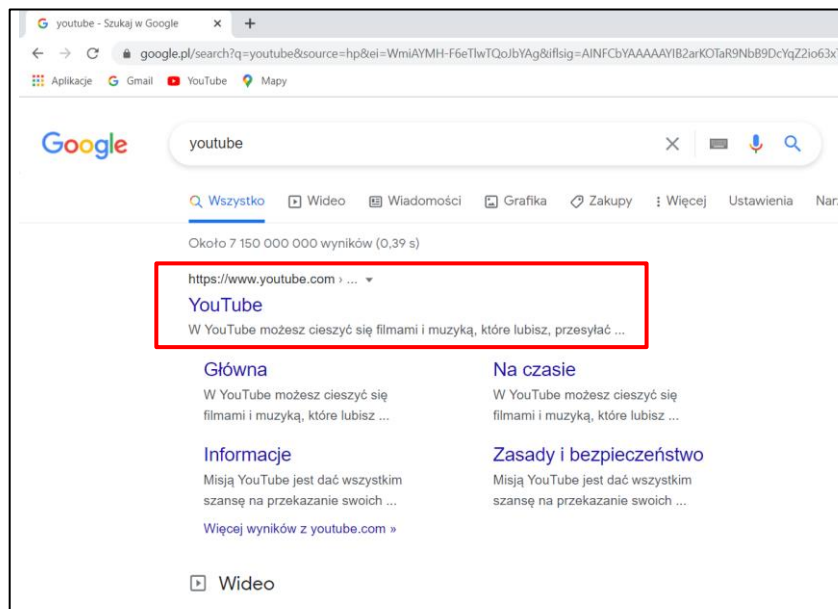 youtube - Szukaj w Google
google.pl/search?q=youtube&source=hp&ei=WmiAYMH-F6eTlwTQoJbYAg&iflsig=AINFCbYAAAAAYIB2arKOTaR9NbB9DcYqZ2io63x
Aplikacje Gmail YouTube Mapy
Google youtube
Wszystko Wideo Wiadomości Grafika Zakupy Więcej Ustawienia Nar
Około 7 150 000 000 wyników (0,39 s)
https://www.youtube.com › ...
YouTube
W YouTube możesz cieszyć się filmami i muzyką, które lubisz, przesyłać ...
Główna
W YouTube możesz cieszyć się
filmami i muzyką, które lubisz ...
Na czasie
W YouTube możesz cieszyć się
filmami i muzyką, które lubisz ...
Informacje
Misją YouTube jest dać wszystkim
szansę na przekazanie swoich ...
Zasady i bezpieczeństwo
Misją YouTube jest dać wszystkim
szansę na przekazanie swoich ...
Więcej wyników z youtube.com »
Wideo